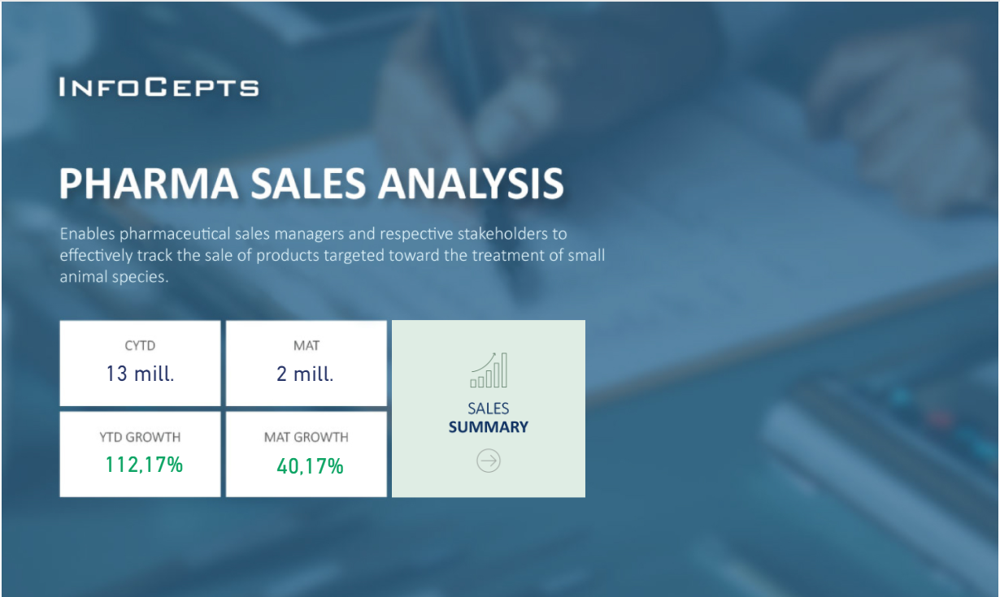 INFOCEPTS
PHARMA SALES ANALYSIS
Enables pharmaceutical sales managers and respective stakeholders to
effectively track the sale of products targeted toward the treatment of small
animal species.
CYTD
13 mill.
MAT
2 mill.
YTD GROWTH
112,17%
MAT GROWTH
40,17%
SALES
SUMMARY